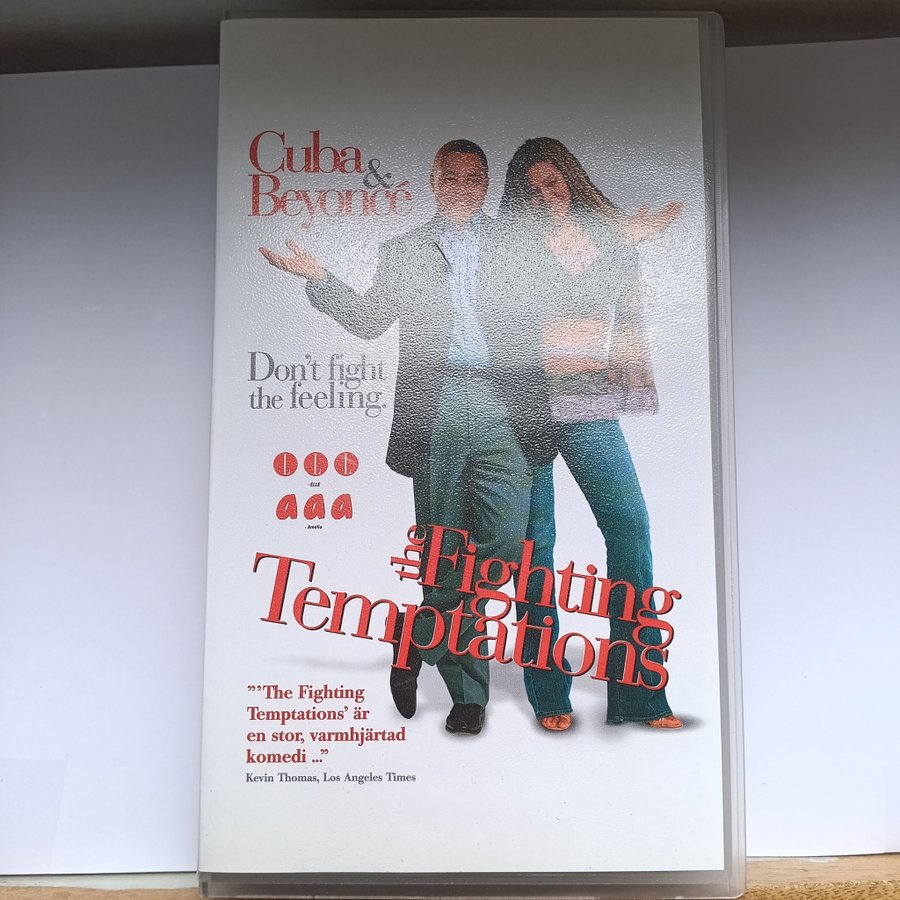 Cuba
&
Beyoncé
Don't fight
the feeling.
- ELLE
a a a
- Amelia
the Fighting
Temptations
”’The Fighting
Temptations’ är
en stor, varmhjärtad
komedi ...”
Kevin Thomas, Los Angeles Times